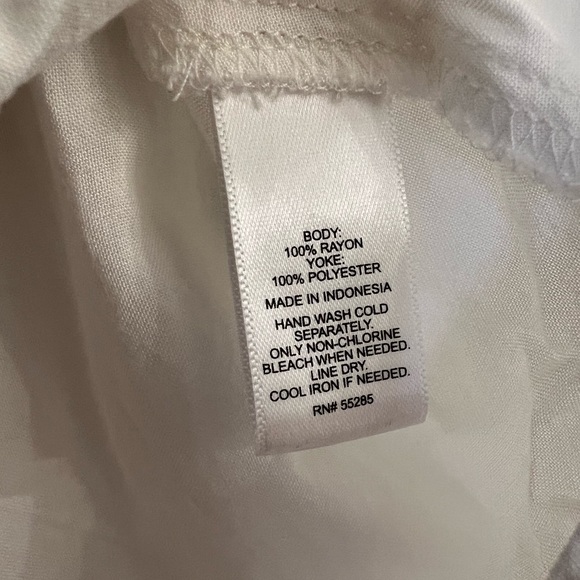 BODY:
100% RAYON
YOKE:
100% POLYESTER
MADE IN INDONESIA
HAND WASH COLD
SEPARATELY.
ONLY NON-CHLORINE
BLEACH WHEN NEEDED.
LINE DRY.
COOL IRON IF NEEDED.
RN# 55285